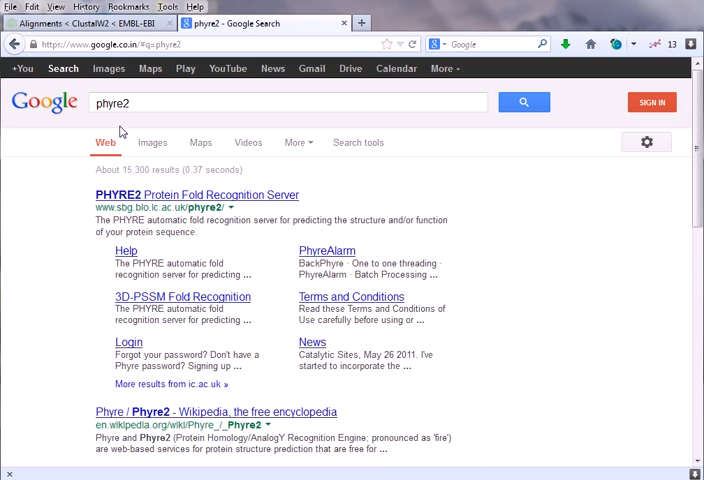 File Edit View History Bookmarks Tools Help
Alignments < ClustalW2 < EMBL-EBI × phyre2 - Google Search ×
https://www.google.co.in/#q=phyre2 Google 13
+You Search Images Maps Play YouTube News Gmail Drive Calendar More
Google phyre2 SIGN IN
Web Images Maps Videos More Search tools
About 15,300 results (0.37 seconds)
PHYRE2 Protein Fold Recognition Server
www.sbg.bio.ic.ac.uk/phyre2/
The PHYRE automatic fold recognition server for predicting the structure and/or function
of your protein sequence.
Help
The PHYRE automatic fold
recognition server for predicting ...
PhyreAlarm
BackPhyre · One to one threading ·
PhyreAlarm · Batch Processing ...
3D-PSSM Fold Recognition
The PHYRE automatic fold
recognition server for predicting ...
Terms and Conditions
Read these Terms and Conditions of
Use carefully before using or ...
Login
Forgot your password? Don't have a
Phyre password? Signing up ...
News
Catalytic Sites, May 26 2011. I've
started to incorporate the ...
More results from ic.ac.uk »
Phyre / Phyre2 - Wikipedia, the free encyclopedia
en.wikipedia.org/wiki/Phyre_/_Phyre2
Phyre and Phyre2 (Protein Homology/AnalogY Recognition Engine; pronounced as 'fire')
are web-based services for protein structure prediction that are free for ...